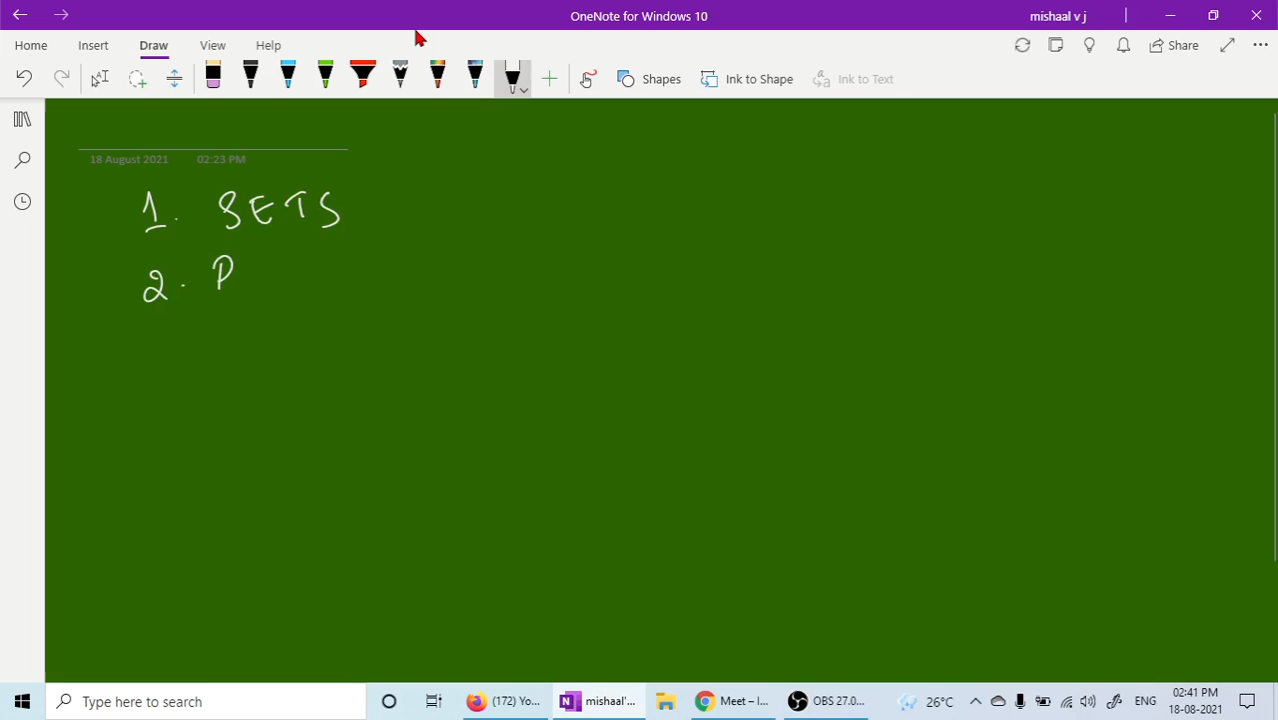 OneNote for Windows 10
mishaal v j
Home Insert Draw View Help
Share
Shapes Ink to Shape Ink to Text
18 August 2021 02:23 PM
1. SETS
2. P
Type here to search
(172) Yo...
mishaal'...
Meet – I...
OBS 27.0...
26°C
ENG
02:41 PM
18-08-2021